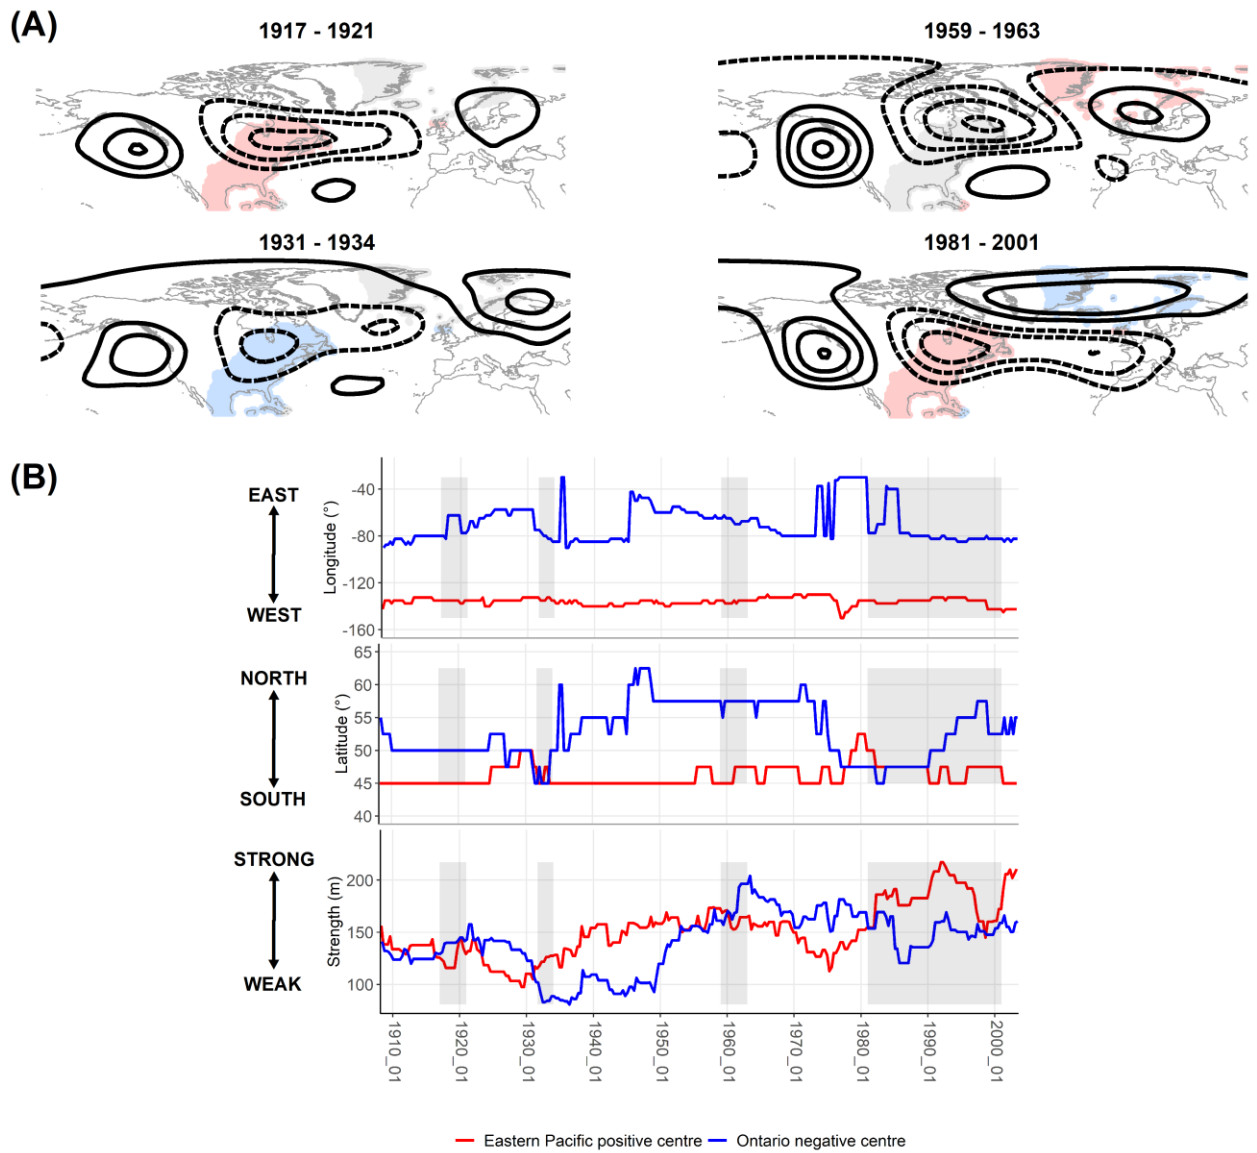 (A)
1917 - 1921
1959 - 1963
1931 - 1934
1981 - 2001
(B)
EAST
WEST
Longitude (°)
-40
-80
-120
-160
NORTH
SOUTH
Latitude (°)
65
60
55
50
45
40
STRONG
WEAK
Strength (m)
200
150
100
1910_01
1920_01
1930_01
1940_01
1950_01
1960_01
1970_01
1980_01
1990_01
2000_01
Eastern Pacific positive centre
Ontario negative centre